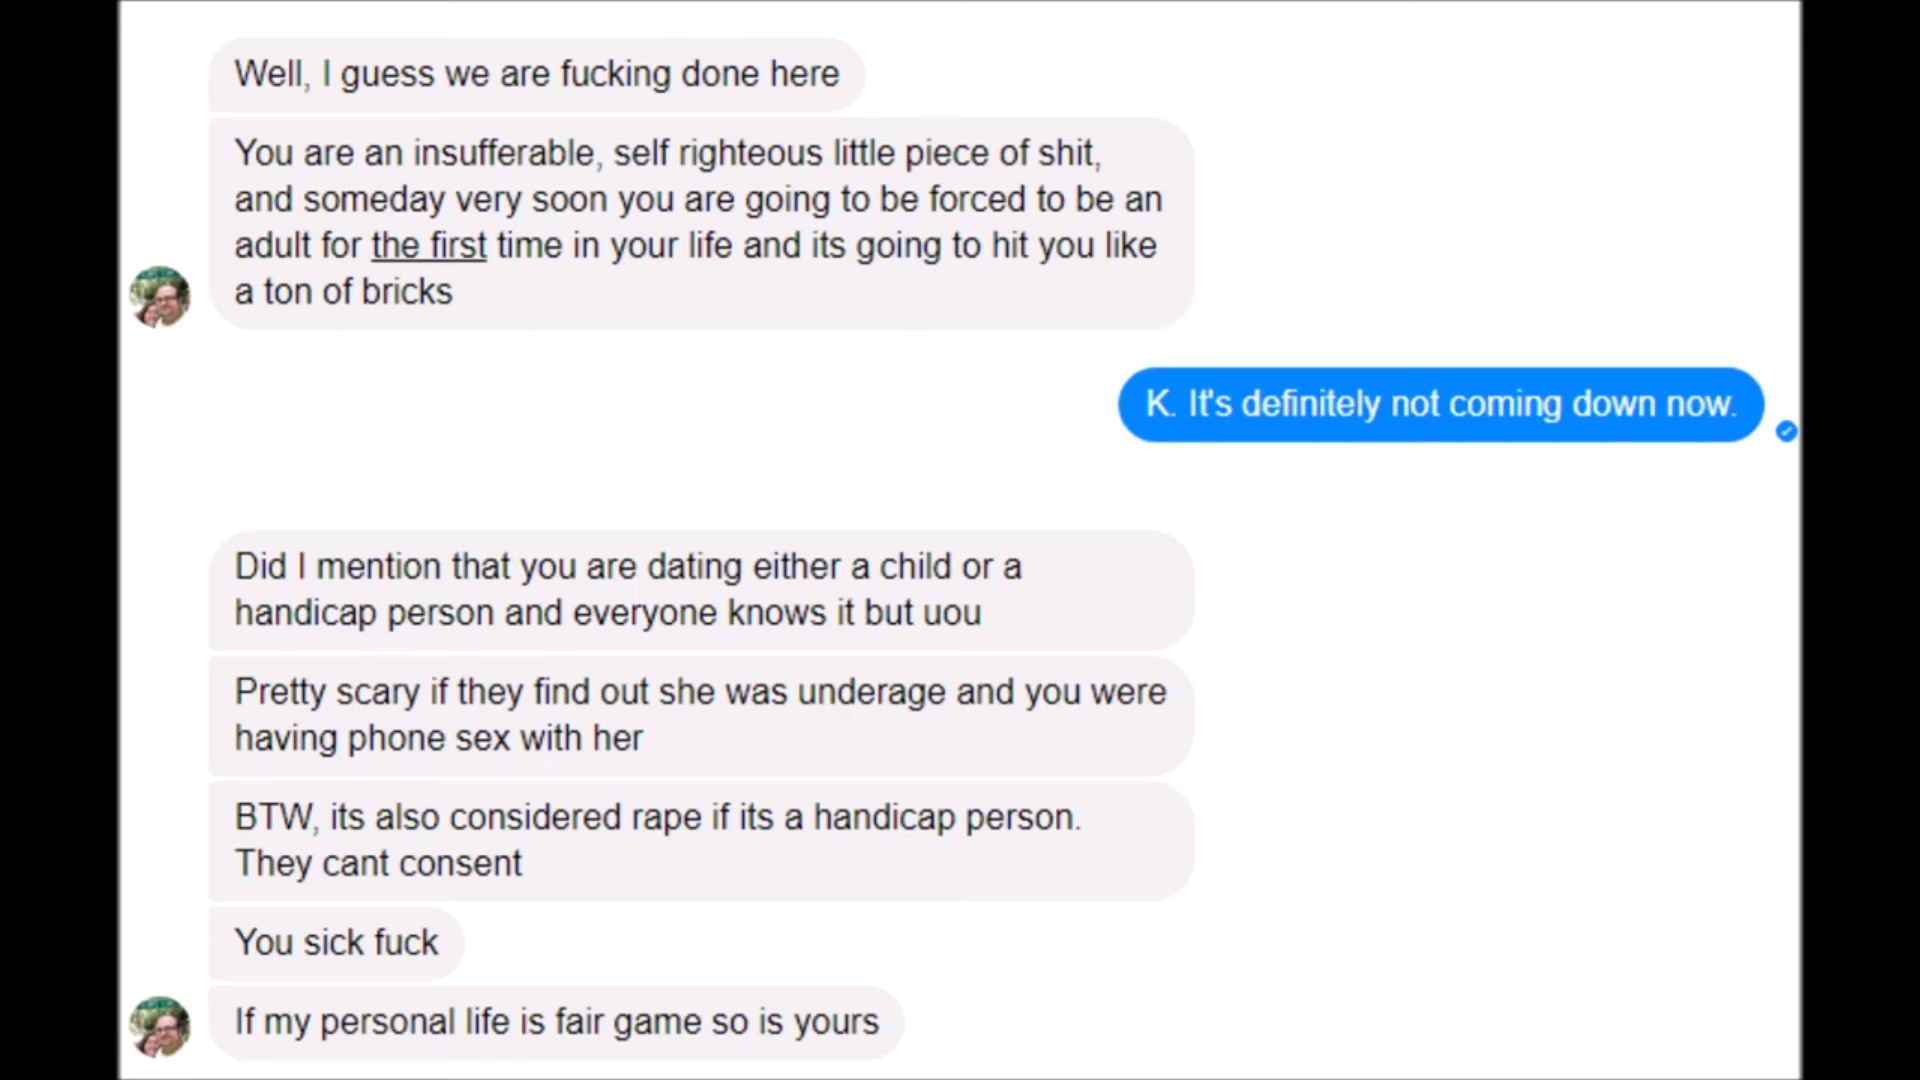 Well, I guess we are fucking done here
You are an insufferable, self righteous little piece of shit,
and someday very soon you are going to be forced to be an
adult for the first time in your life and its going to hit you like
a ton of bricks
K. It's definitely not coming down now.
Did I mention that you are dating either a child or a
handicap person and everyone knows it but uou
Pretty scary if they find out she was underage and you were
having phone sex with her
BTW, its also considered rape if its a handicap person.
They cant consent
You sick fuck
If my personal life is fair game so is yours